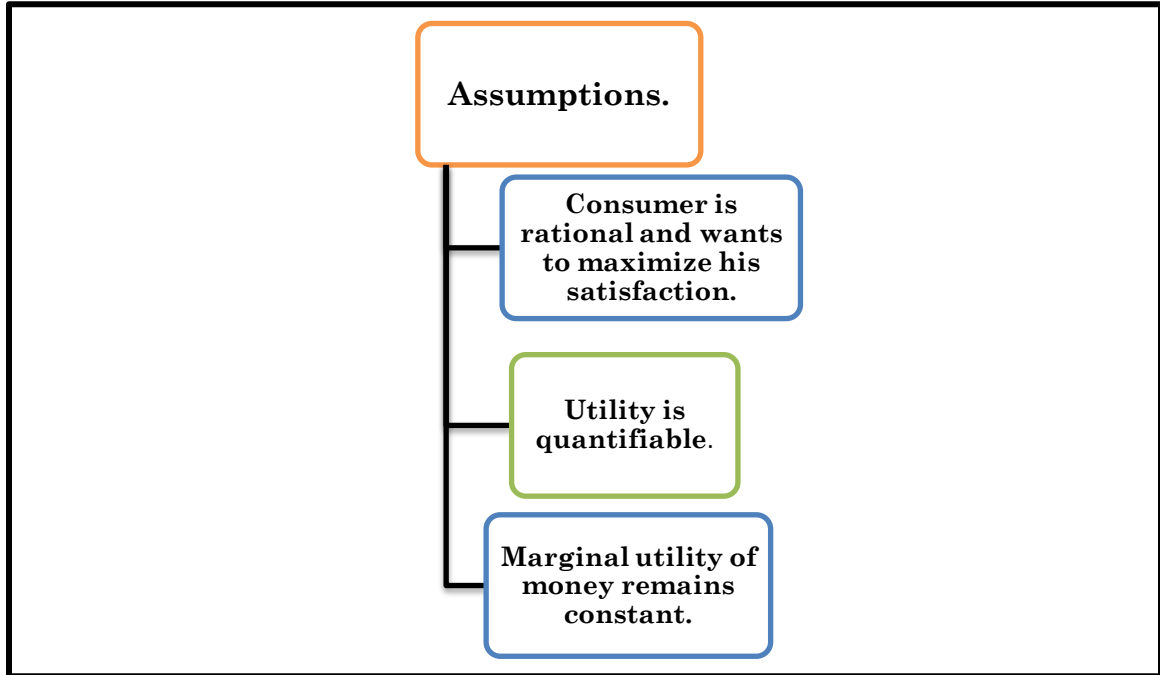 Assumptions.
Consumer is
rational and wants
to maximize his
satisfaction.
Utility is
quantifiable.
Marginal utility of
money remains
constant.